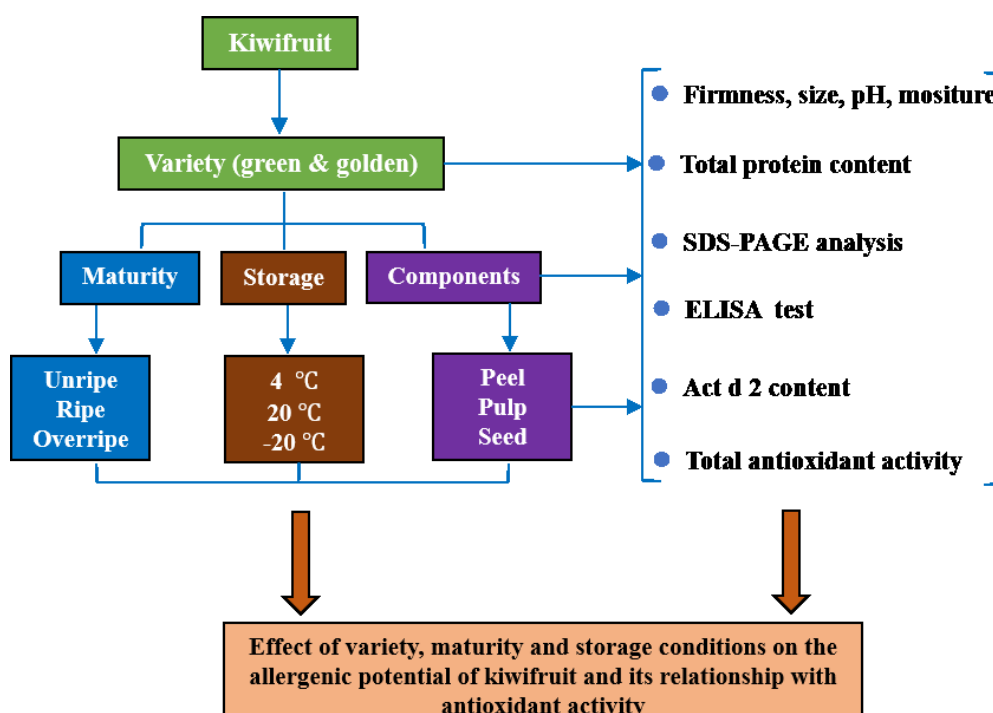 Kiwifruit
Variety (green & golden)
Maturity
Storage
Components
Unripe
Ripe
Overripe
4 ℃
20 ℃
-20 ℃
Peel
Pulp
Seed
Firmness, size, pH, mositure
Total protein content
SDS-PAGE analysis
ELISA test
Act d 2 content
Total antioxidant activity
Effect of variety, maturity and storage conditions on the
allergenic potential of kiwifruit and its relationship with
antioxidant activity